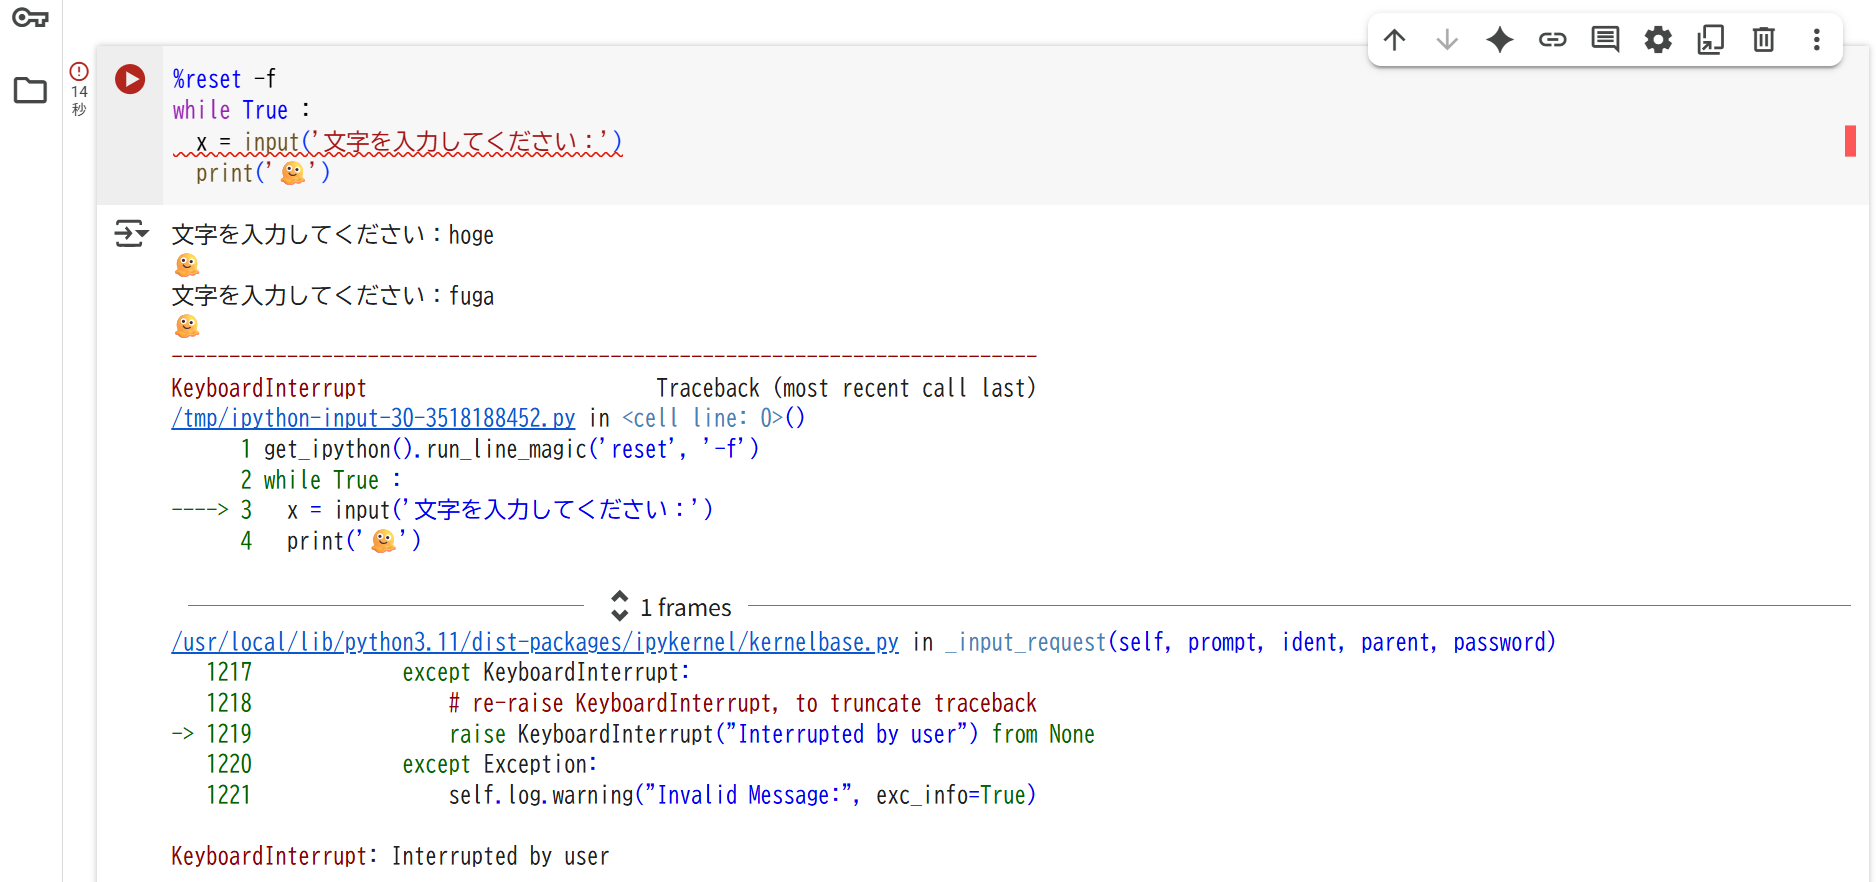 14
秒
%reset -f
while True :
  x = input('文字を入力してください：')
  print('🫠')
文字を入力してください：hoge
🫠
文字を入力してください：fuga
🫠
---------------------------------------------------------------------------
KeyboardInterrupt                         Traceback (most recent call last)
/tmp/ipython-input-30-3518188452.py in <cell line: 0>()
      1 get_ipython().run_line_magic('reset', '-f')
      2 while True :
----> 3   x = input('文字を入力してください：')
      4   print('🫠')
1 frames
/usr/local/lib/python3.11/dist-packages/ipykernel/kernelbase.py in _input_request(self, prompt, ident, parent, password)
   1217             except KeyboardInterrupt:
   1218                 # re-raise KeyboardInterrupt, to truncate traceback
-> 1219                 raise KeyboardInterrupt("Interrupted by user") from None
   1220             except Exception:
   1221                 self.log.warning("Invalid Message:", exc_info=True)
KeyboardInterrupt: Interrupted by user